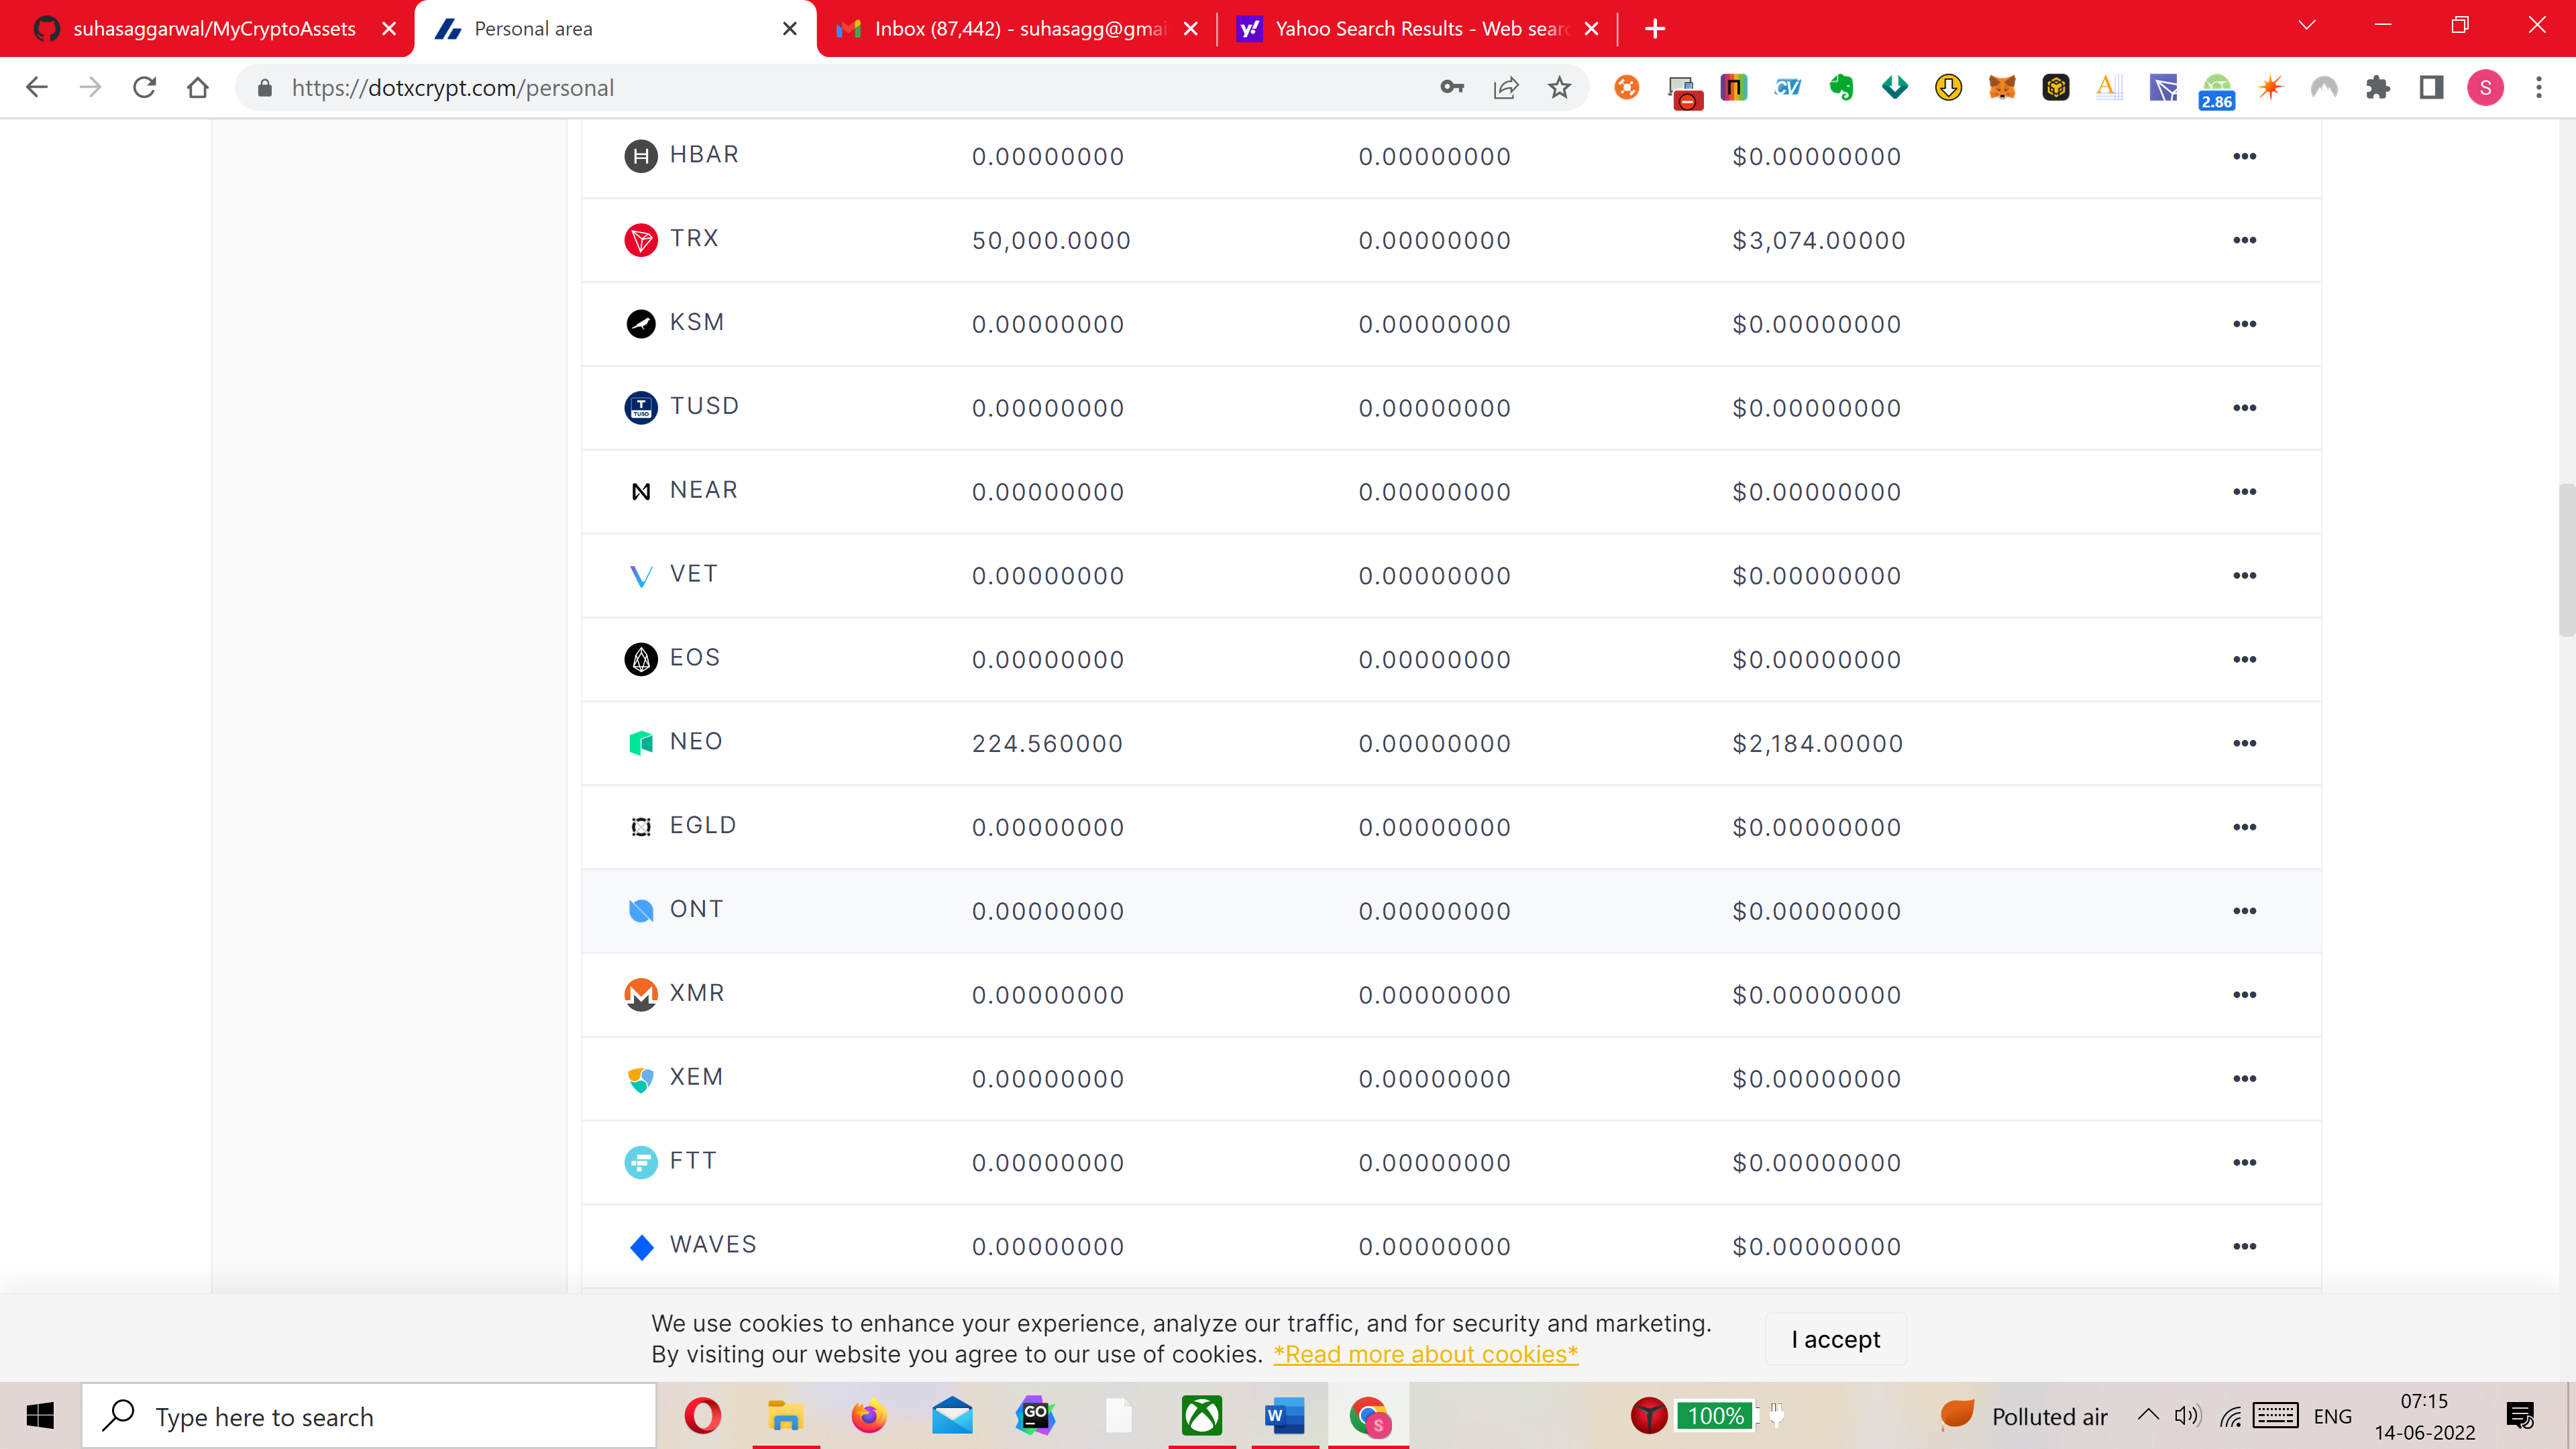 suhasaggarwal/MyCryptoAssets
Personal area
Inbox (87,442) - suhasagg@gmai
Yahoo Search Results - Web sear
https://dotxcrypt.com/personal
2.86
S
HBAR 0.00000000 0.00000000 $0.00000000
TRX 50,000.0000 0.00000000 $3,074.00000
KSM 0.00000000 0.00000000 $0.00000000
TUSD 0.00000000 0.00000000 $0.00000000
NEAR 0.00000000 0.00000000 $0.00000000
VET 0.00000000 0.00000000 $0.00000000
EOS 0.00000000 0.00000000 $0.00000000
NEO 224.560000 0.00000000 $2,184.00000
EGLD 0.00000000 0.00000000 $0.00000000
ONT 0.00000000 0.00000000 $0.00000000
XMR 0.00000000 0.00000000 $0.00000000
XEM 0.00000000 0.00000000 $0.00000000
FTT 0.00000000 0.00000000 $0.00000000
WAVES 0.00000000 0.00000000 $0.00000000
We use cookies to enhance your experience, analyze our traffic, and for security and marketing.
By visiting our website you agree to our use of cookies. *Read more about cookies*
I accept
Type here to search
GO
W
S
100%
Polluted air
ENG
07:15
14-06-2022